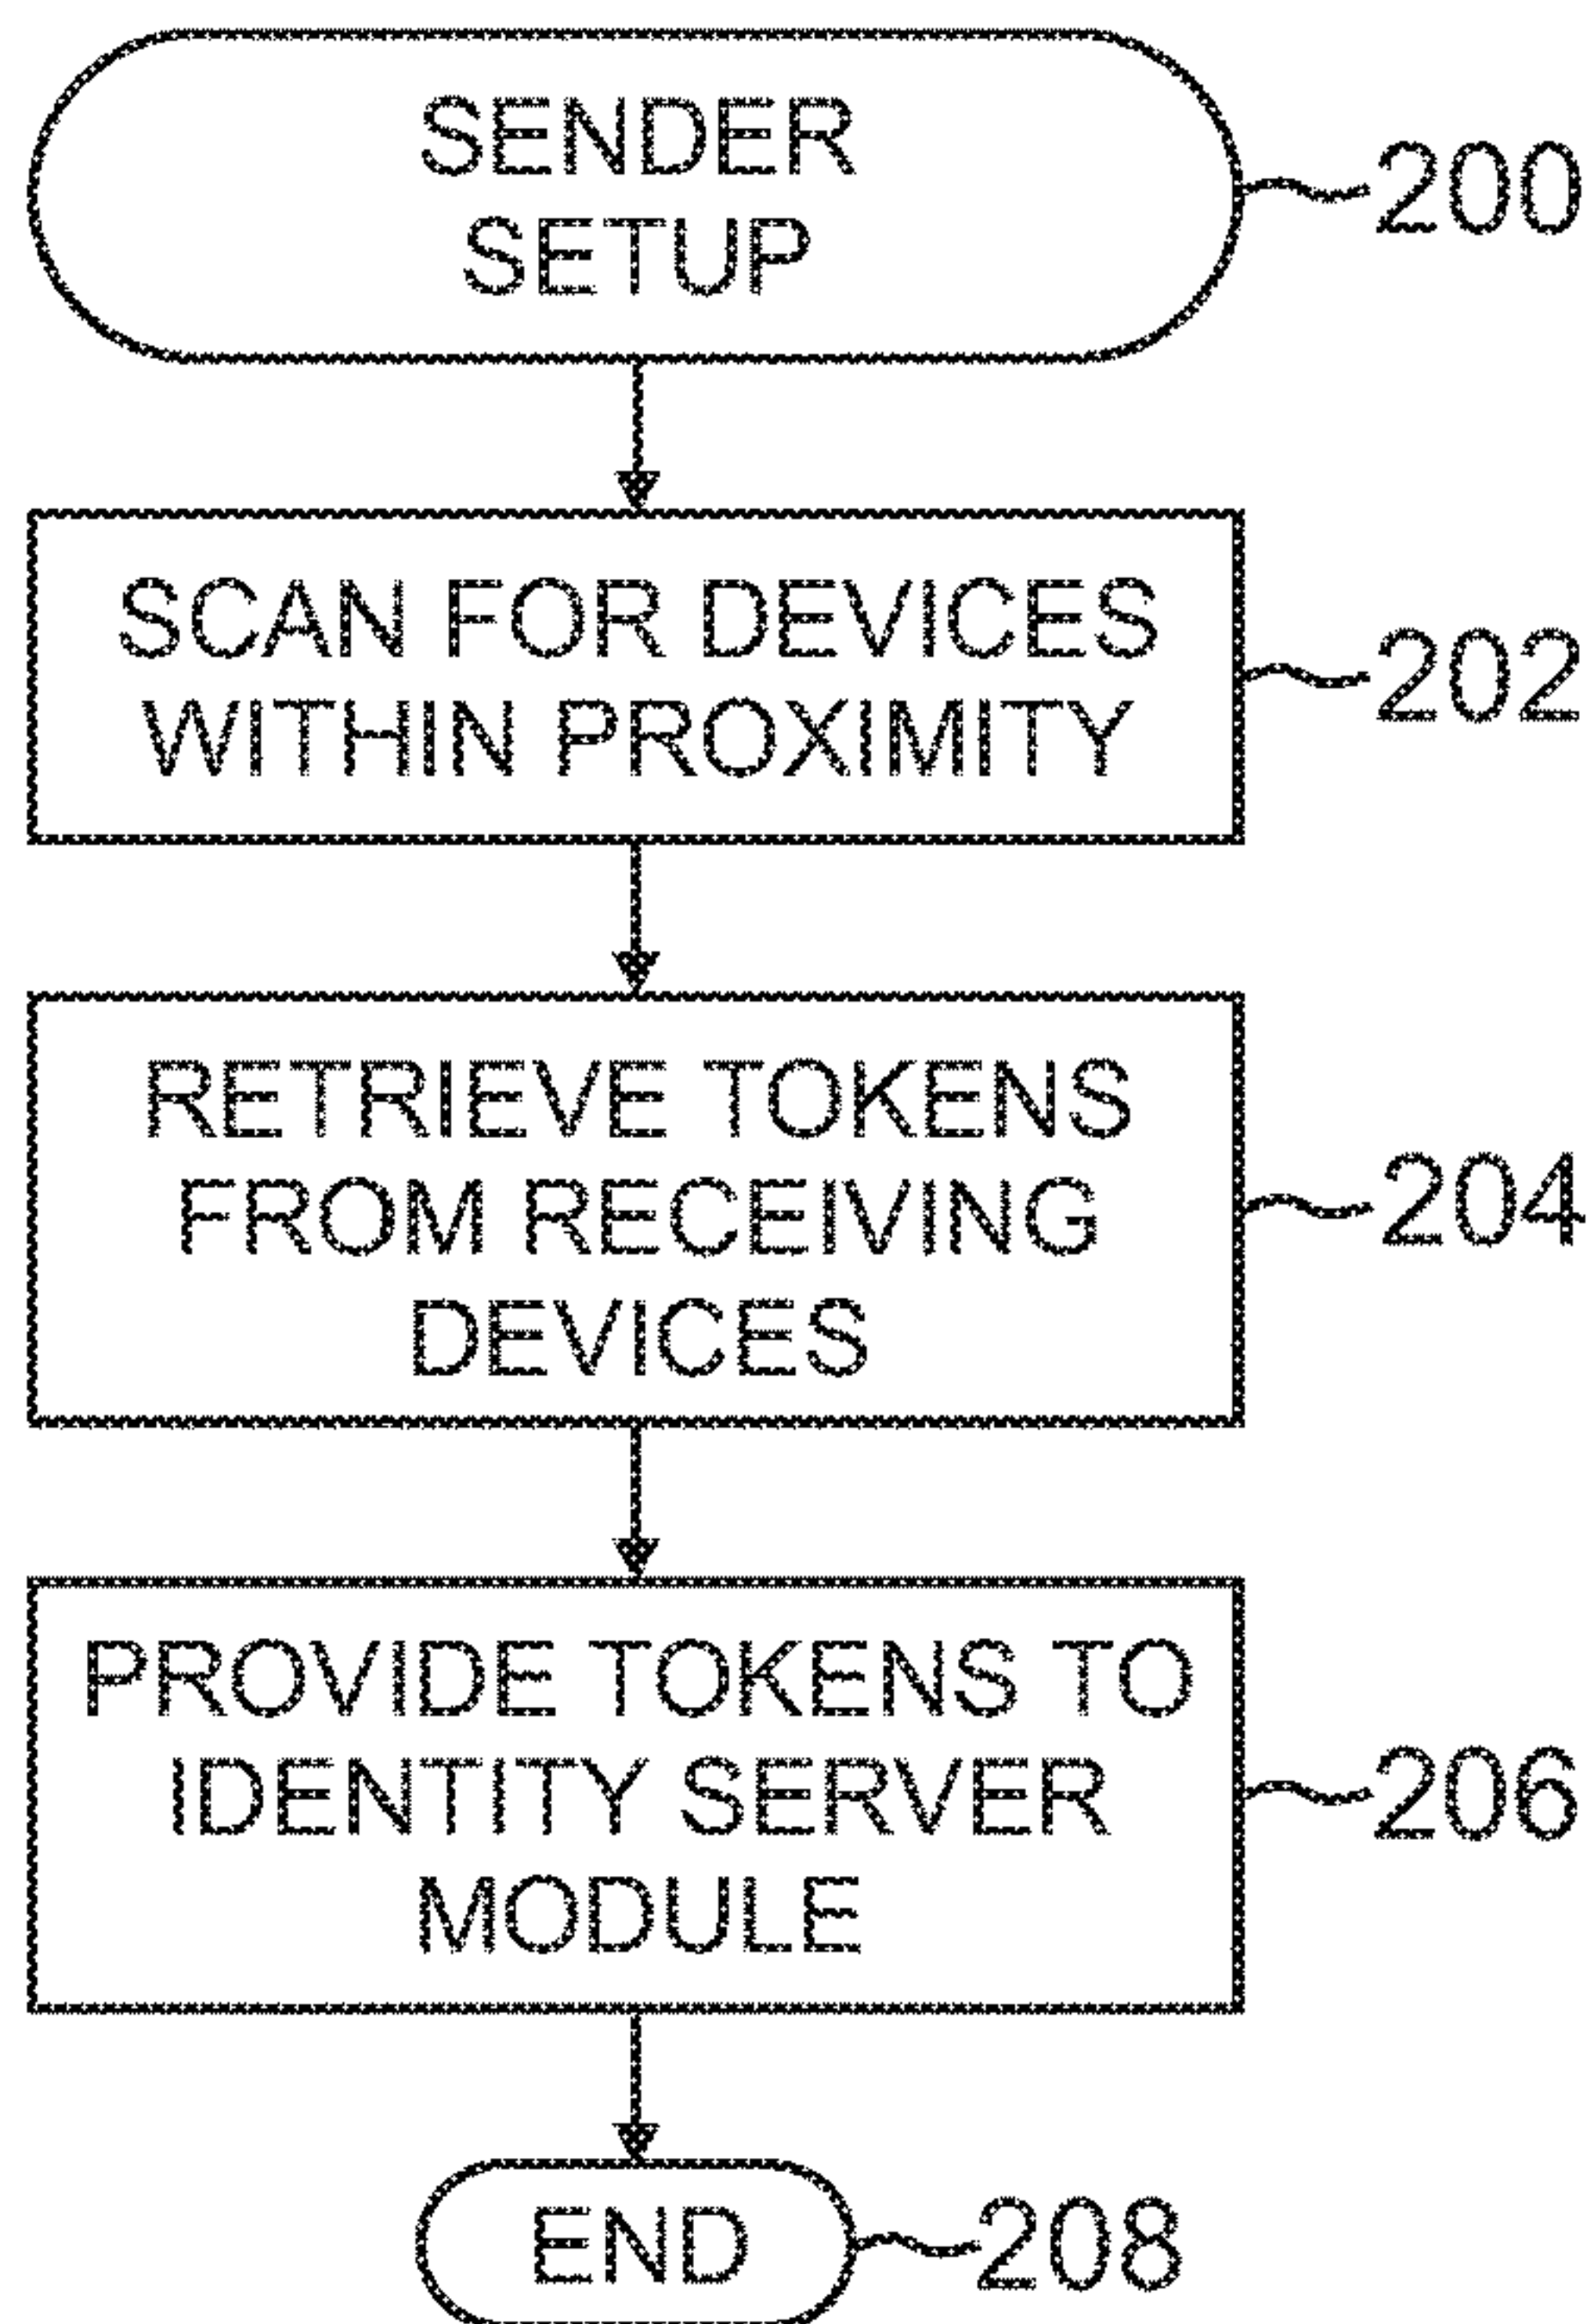 SENDER
SETUP
200
SCAN FOR DEVICES
WITHIN PROXIMITY
202
RETRIEVE TOKENS
FROM RECEIVING
DEVICES
204
PROVIDE TOKENS TO
IDENTITY SERVER
MODULE
206
END
208